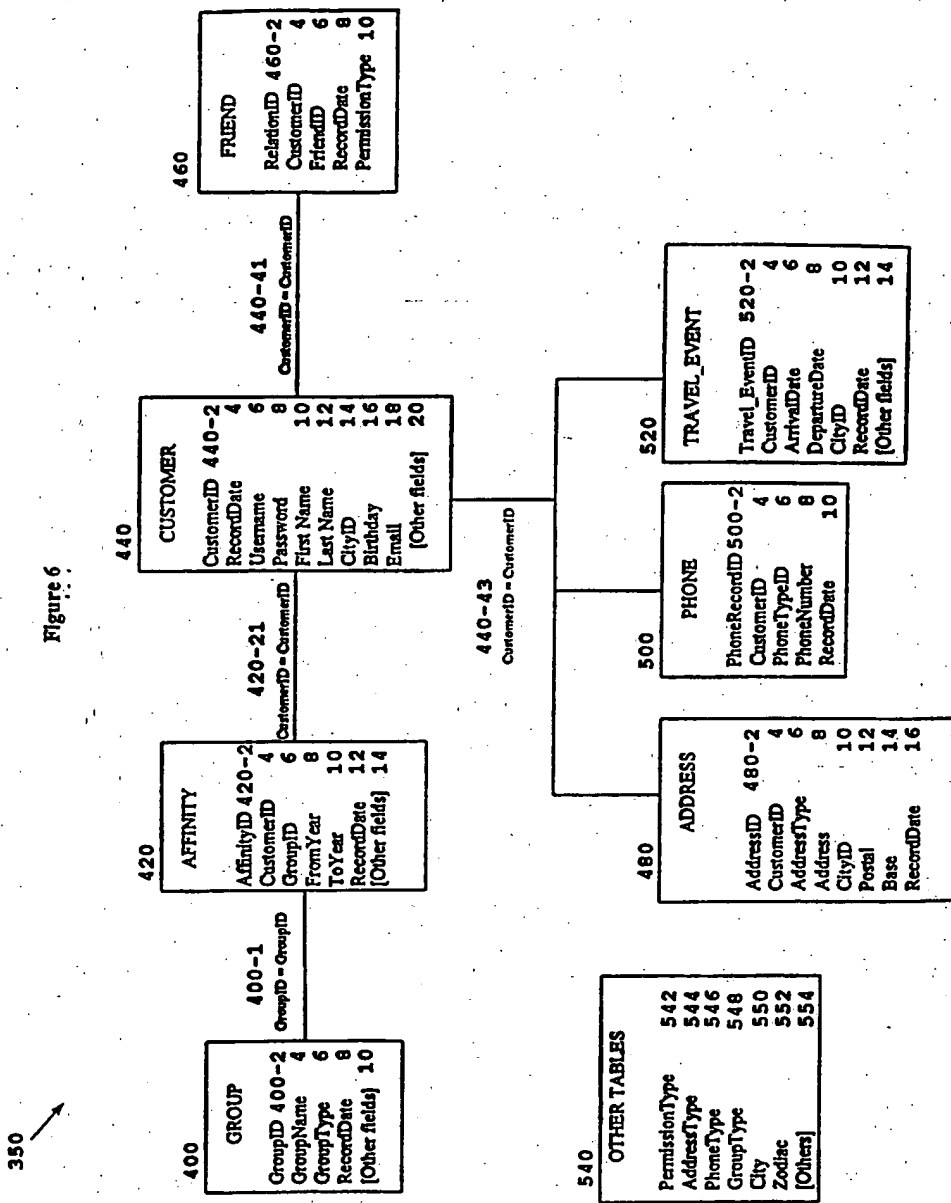 Figure 6
350
400
GROUP
GroupID 400-2
GroupName 4
GroupType 6
RecordDate 8
[Other fields] 10
400-1
GroupID = GroupID
420
AFFINITY
AffinityID 420-2
CustomerID 4
GroupID 6
FromYear 8
ToYear 10
RecordDate 12
[Other fields] 14
420-21
CustomerID = CustomerID
440
CUSTOMER
CustomerID 440-2
RecordDate 4
Username 6
Password 8
First Name 10
Last Name 12
CityID 14
Birthday 16
Email 18
[Other fields] 20
440-41
CustomerID = CustomerID
460
FRIEND
RelationID 460-2
CustomerID 4
FriendID 6
RecordDate 8
PermissionType 10
440-43
CustomerID = CustomerID
540
OTHER TABLES
PermissionType 542
AddressType 544
PhoneType 546
GroupType 548
City 550
Zodiac 552
[Others] 554
480
ADDRESS
AddressID 480-2
CustomerID 4
AddressType 6
Address 8
CityID 10
Postal 12
Base 14
RecordDate 16
500
PHONE
PhoneRecordID 500-2
CustomerID 4
PhoneTypeID 6
PhoneNumber 8
RecordDate 10
520
TRAVEL_EVENT
Travel_EventID 520-2
CustomerID 4
ArrivalDate 6
DepartureDate 8
CityID 10
RecordDate 12
[Other fields] 14